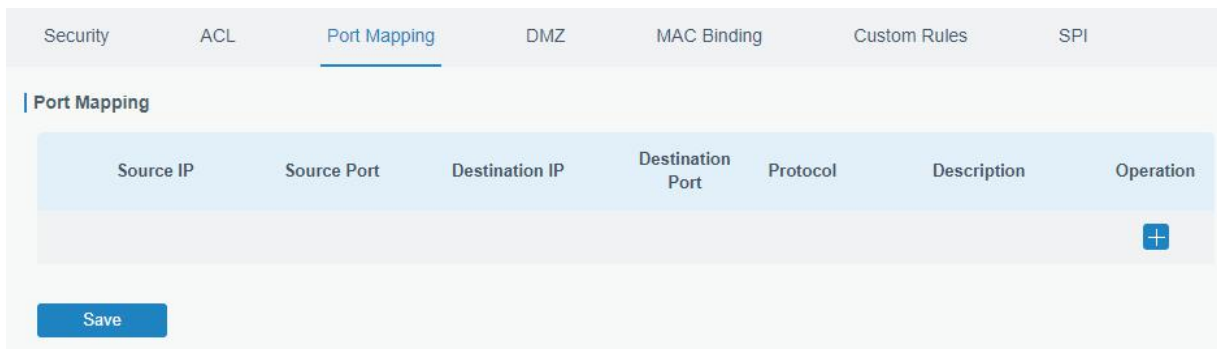 Security ACL Port Mapping DMZ MAC Binding Custom Rules SPI
Port Mapping
Source IP Source Port Destination IP Destination Port Protocol Description Operation
Save